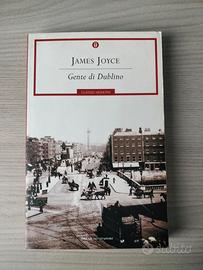 JAMES JOYCE
Gente di Dublino
CLASSICI MODERNI
subito